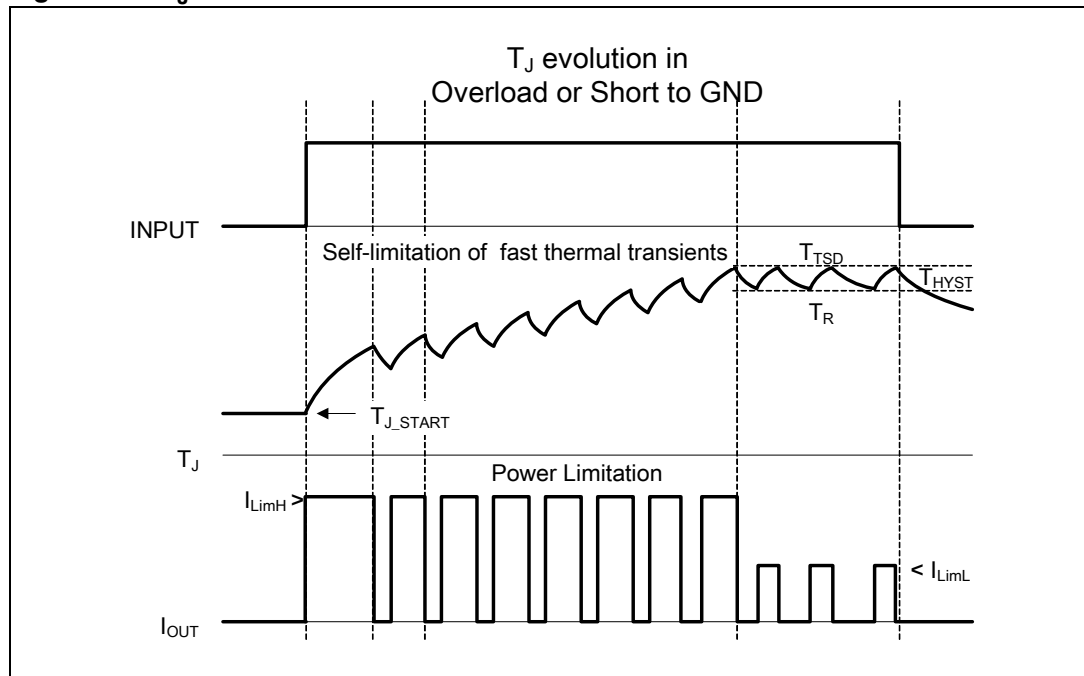 T_J evolution in
Overload or Short to GND
INPUT
Self-limitation of fast thermal transients
T_TSD
T_HYST
T_R
T_J_START
T_J
Power Limitation
I_LimH >
< I_LimL
I_OUT